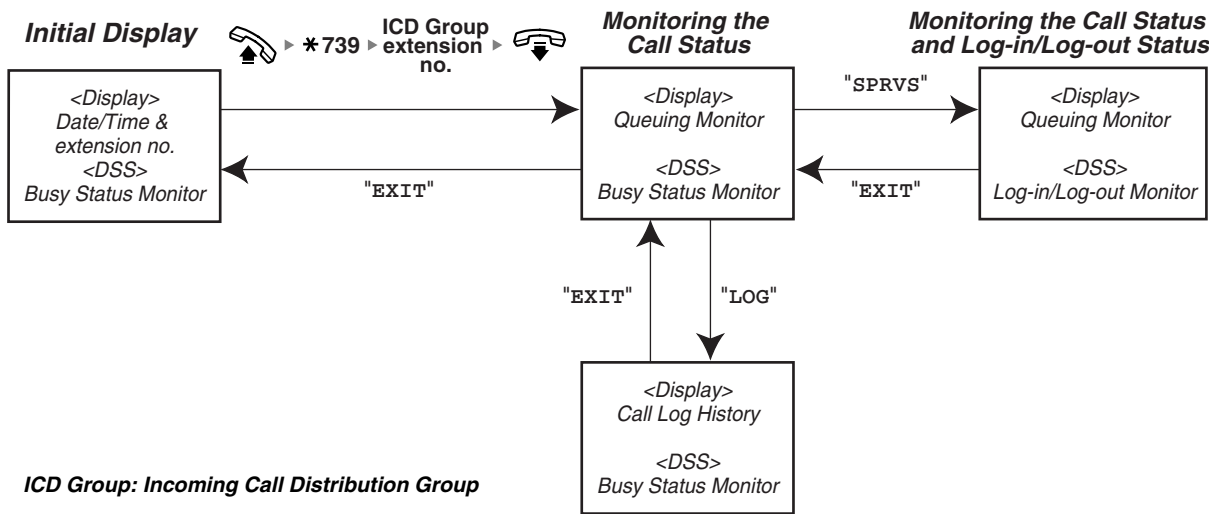 Initial Display
*739
ICD Group
extension
no.
Monitoring the
Call Status
Monitoring the Call Status
and Log-in/Log-out Status
<Display>
Date/Time &
extension no.
<DSS>
Busy Status Monitor
"EXIT"
<Display>
Queuing Monitor
<DSS>
Busy Status Monitor
"SPRVS"
"EXIT"
<Display>
Queuing Monitor
<DSS>
Log-in/Log-out Monitor
"EXIT"
"LOG"
<Display>
Call Log History
<DSS>
Busy Status Monitor
ICD Group: Incoming Call Distribution Group